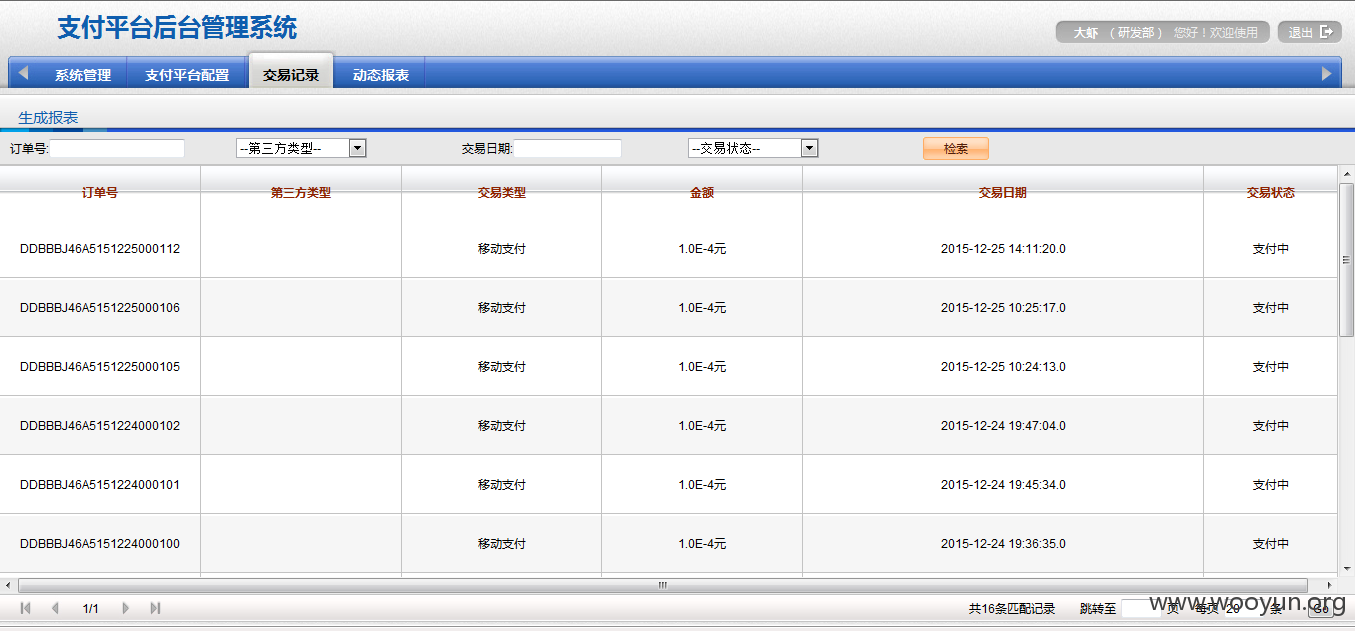 支付平台后台管理系统
大虾 （研发部） 您好！欢迎使用 退出
系统管理 支付平台配置 交易记录 动态报表
生成报表
订单号: --第三方类型-- 交易日期: --交易状态-- 检索
订单号 第三方类型 交易类型 金额 交易日期 交易状态
DDBBBJ46A5151225000112 移动支付 1.0E-4元 2015-12-25 14:11:20.0 支付中
DDBBBJ46A5151225000106 移动支付 1.0E-4元 2015-12-25 10:25:17.0 支付中
DDBBBJ46A5151225000105 移动支付 1.0E-4元 2015-12-25 10:24:13.0 支付中
DDBBBJ46A5151224000102 移动支付 1.0E-4元 2015-12-24 19:47:04.0 支付中
DDBBBJ46A5151224000101 移动支付 1.0E-4元 2015-12-24 19:45:34.0 支付中
DDBBBJ46A5151224000100 移动支付 1.0E-4元 2015-12-24 19:36:35.0 支付中
1/1 共16条匹配记录 跳转至 页 每页 20 条 Go
www.wooyun.org